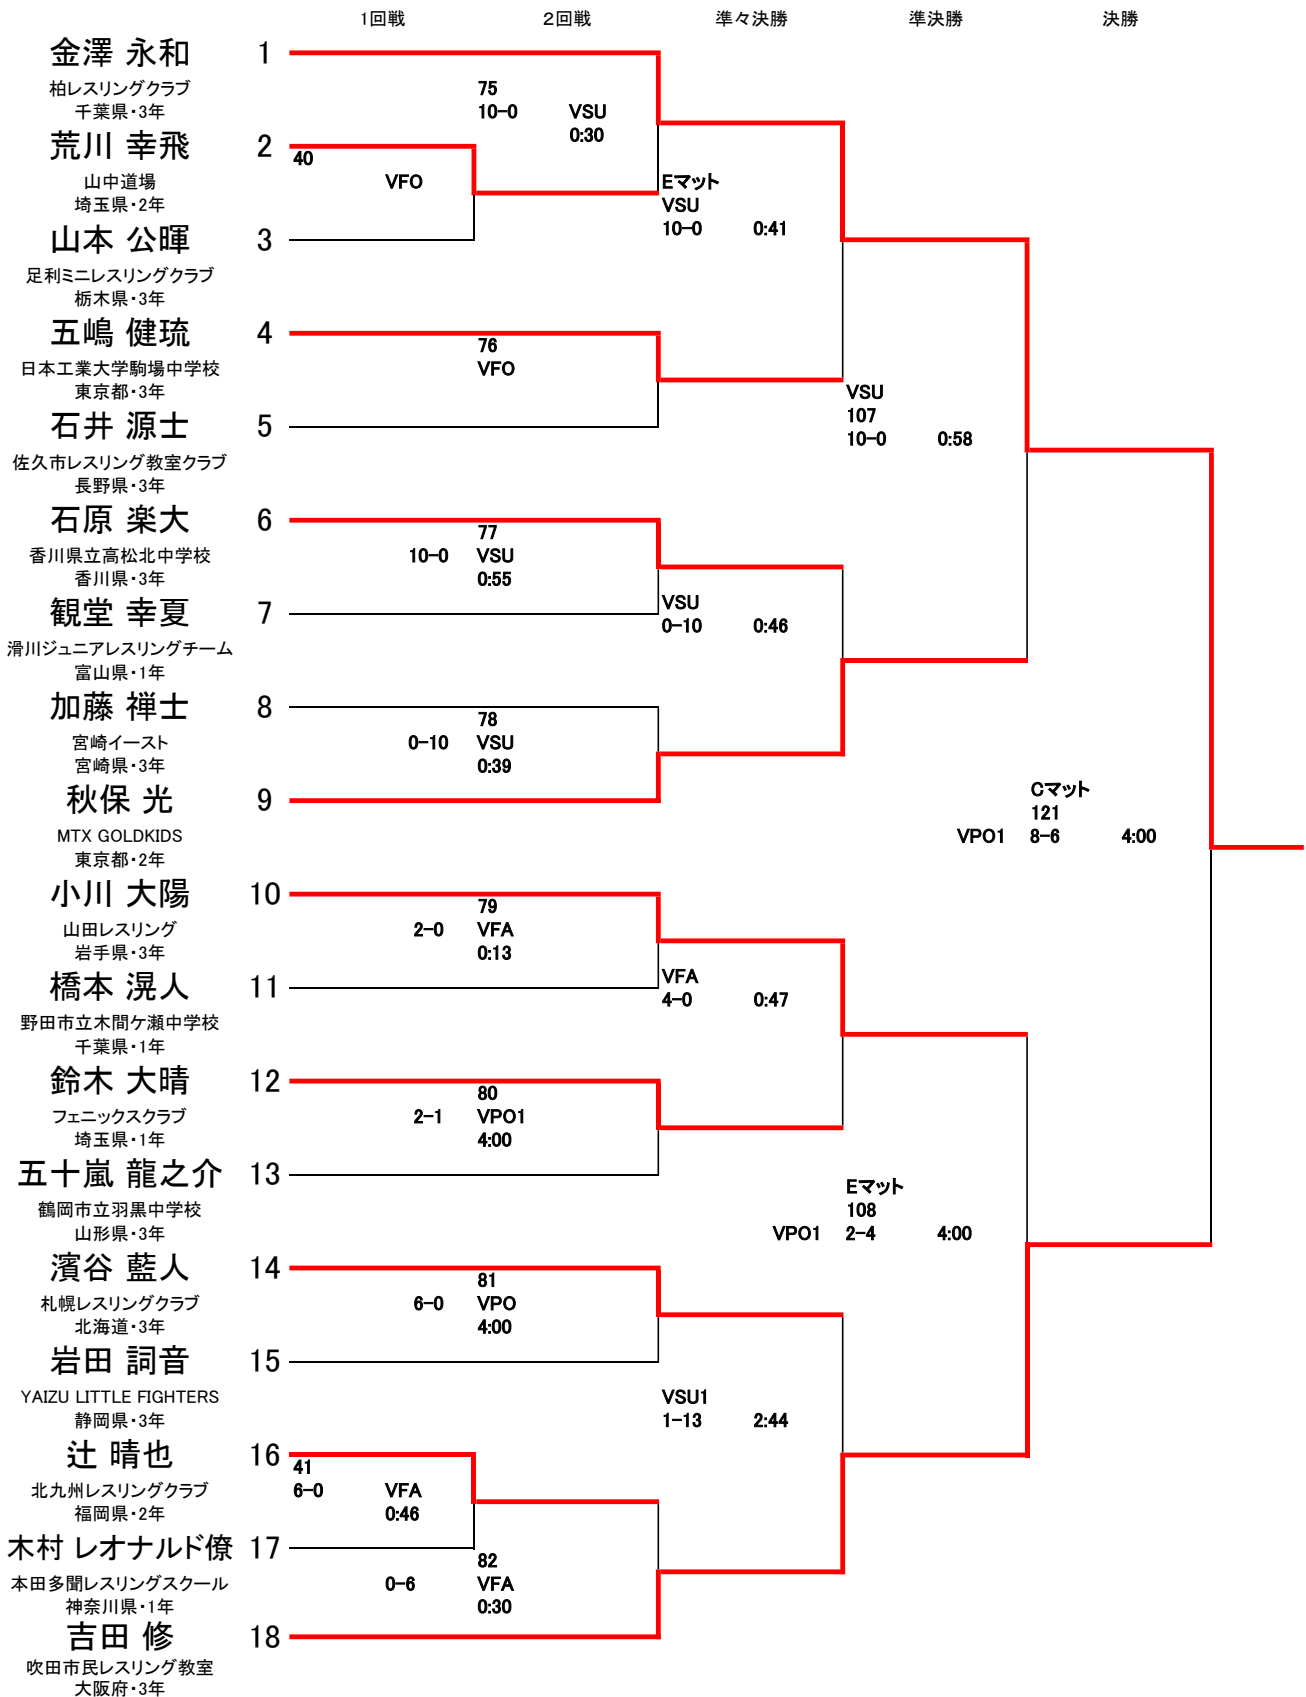 1回戦 2回戦 準々決勝 準決勝 決勝
金澤 永和 1
柏レスリングクラブ
千葉県・3年
75
10-0 VSU
0:30
荒川 幸飛 2
40
VFO
山中道場
埼玉県・2年
Eマット
VSU
10-0 0:41
山本 公暉 3
足利ミニレスリングクラブ
栃木県・3年
五嶋 健琉 4
76
VFO
日本工業大学駒場中学校
東京都・3年
VSU
107
10-0 0:58
石井 源士 5
佐久市レスリング教室クラブ
長野県・3年
石原 楽大 6
77
10-0 VSU
0:55
香川県立高松北中学校
香川県・3年
観堂 幸夏 7
VSU
0-10 0:46
滑川ジュニアレスリングチーム
富山県・1年
加藤 禅士 8
78
0-10 VSU
0:39
宮崎イースト
宮崎県・3年
秋保 光 9
Cマット
121
VPO1 8-6 4:00
MTX GOLDKIDS
東京都・2年
小川 大陽 10
79
2-0 VFA
0:13
山田レスリング
岩手県・3年
橋本 滉人 11
VFA
4-0 0:47
野田市立木間ケ瀬中学校
千葉県・1年
鈴木 大晴 12
80
2-1 VPO1
4:00
フェニックスクラブ
埼玉県・1年
五十嵐 龍之介 13
Eマット
108
VPO1 2-4 4:00
鶴岡市立羽黒中学校
山形県・3年
濱谷 藍人 14
81
6-0 VPO
4:00
札幌レスリングクラブ
北海道・3年
岩田 詞音 15
VSU1
1-13 2:44
YAIZU LITTLE FIGHTERS
静岡県・3年
辻 晴也 16
41
6-0 VFA
0:46
北九州レスリングクラブ
福岡県・2年
木村 レオナルド僚 17
82
0-6 VFA
0:30
本田多聞レスリングスクール
神奈川県・1年
吉田 修 18
吹田市民レスリング教室
大阪府・3年